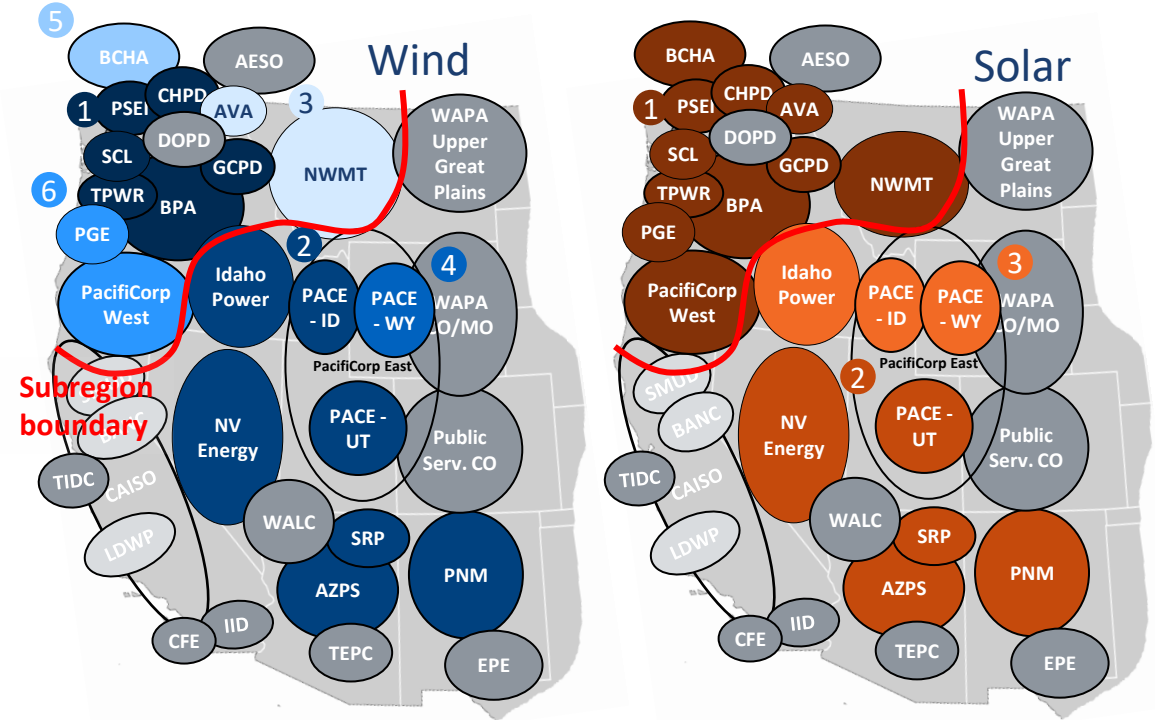 Wind
5
BCHA
AESO
1
PSEI
CHPD
AVA
3
WAPA
Upper
Great
Plains
DOPD
SCL
GCPD
NWMT
6
TPWR
BPA
PGE
2
4
Idaho
Power
PACE
- ID
PACE
- WY
WAPA
CO/MO
PacifiCorp
West
PacifiCorp East
Subregion
boundary
BANC
NV
Energy
PACE -
UT
Public
Serv. CO
TIDC
CAISO
WALC
SRP
LDWP
AZPS
PNM
IID
CFE
TEPC
EPE
Solar
BCHA
AESO
1
PSEI
CHPD
AVA
WAPA
Upper
Great
Plains
DOPD
SCL
GCPD
NWMT
TPWR
BPA
PGE
3
Idaho
Power
PACE
- ID
PACE
- WY
WAPA
CO/MO
PacifiCorp
West
PacifiCorp East
2
SMUD
BANC
NV
Energy
PACE -
UT
Public
Serv. CO
TIDC
CAISO
WALC
SRP
LDWP
AZPS
PNM
IID
CFE
TEPC
EPE